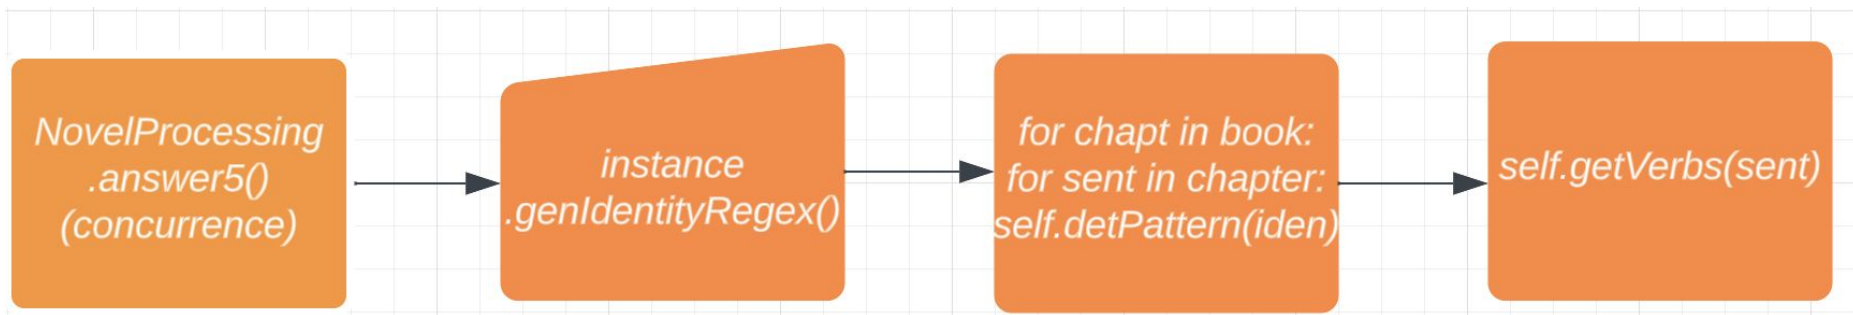 NovelProcessing
.answer5()
(concurrence)
instance
.genIdentityRegex()
for chapt in book:
for sent in chapter:
self.detPattern(iden)
self.getVerbs(sent)